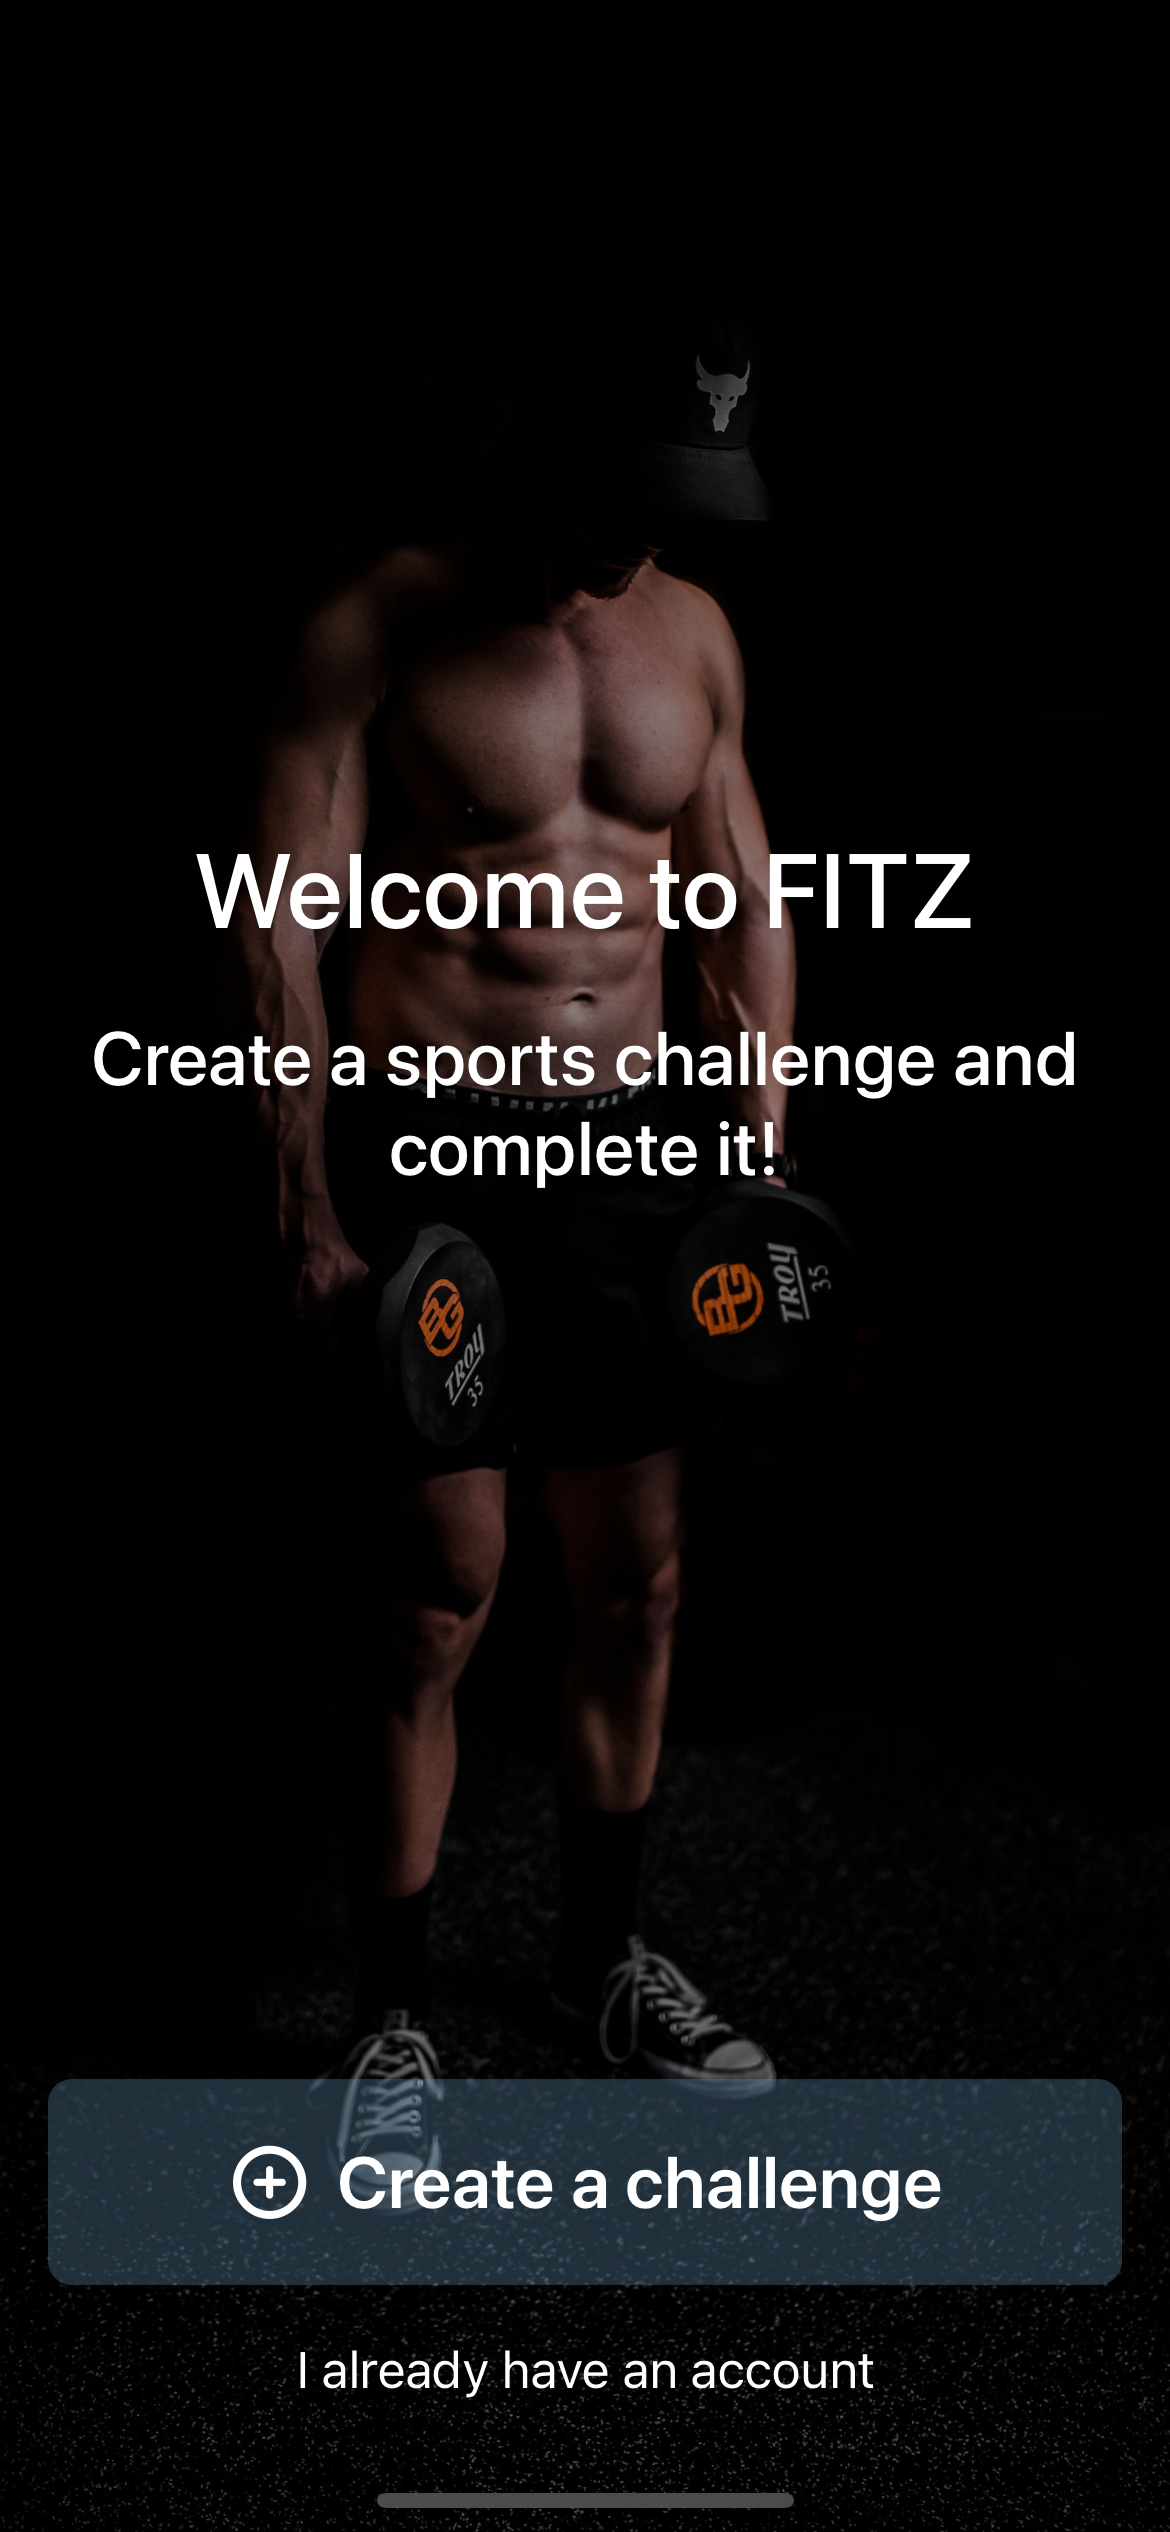 Welcome to FITZ
Create a sports challenge and
complete it!
BG
TROY
35
BG
TROY
35
Create a challenge
I already have an account